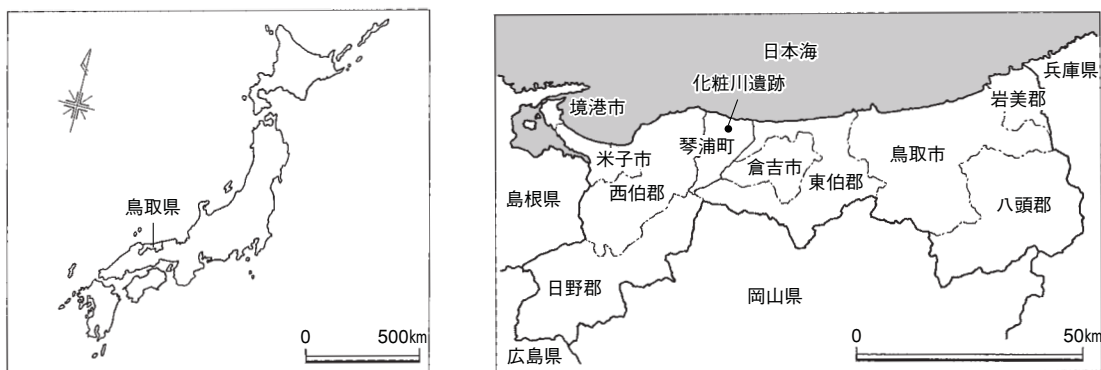 鳥取県
0 500km
日本海
化粧川遺跡
兵庫県
境港市
岩美郡
米子市
琴浦町
鳥取市
倉吉市
島根県
西伯郡
東伯郡
八頭郡
日野郡
岡山県
広島県
0 50km